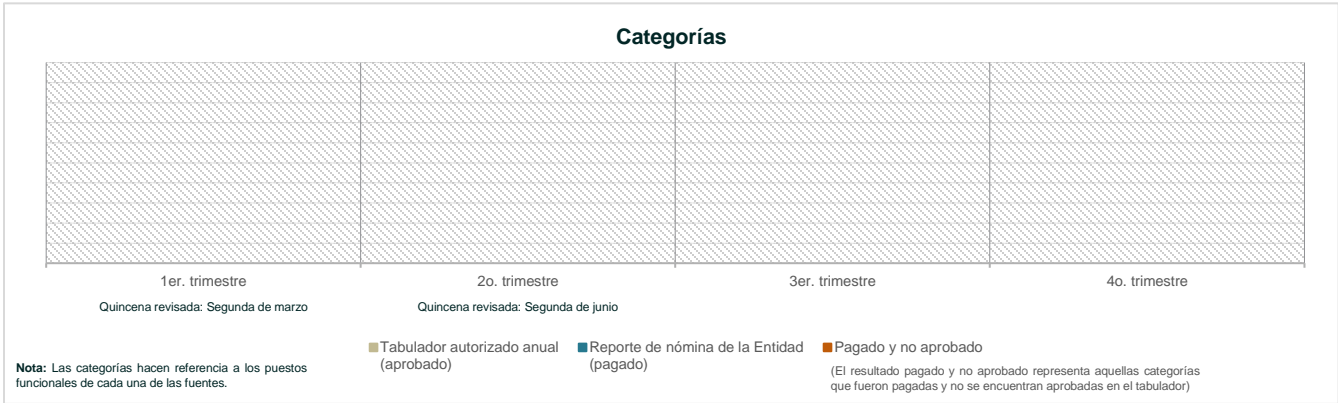 Categorías
1er. trimestre
2o. trimestre
3er. trimestre
4o. trimestre
Quincena revisada: Segunda de marzo
Quincena revisada: Segunda de junio
Tabulador autorizado anual
(aprobado)
Reporte de nómina de la Entidad
(pagado)
Pagado y no aprobado
(El resultado pagado y no aprobado representa aquellas categorías
que fueron pagadas y no se encuentran aprobadas en el tabulador)
Nota: Las categorías hacen referencia a los puestos
funcionales de cada una de las fuentes.